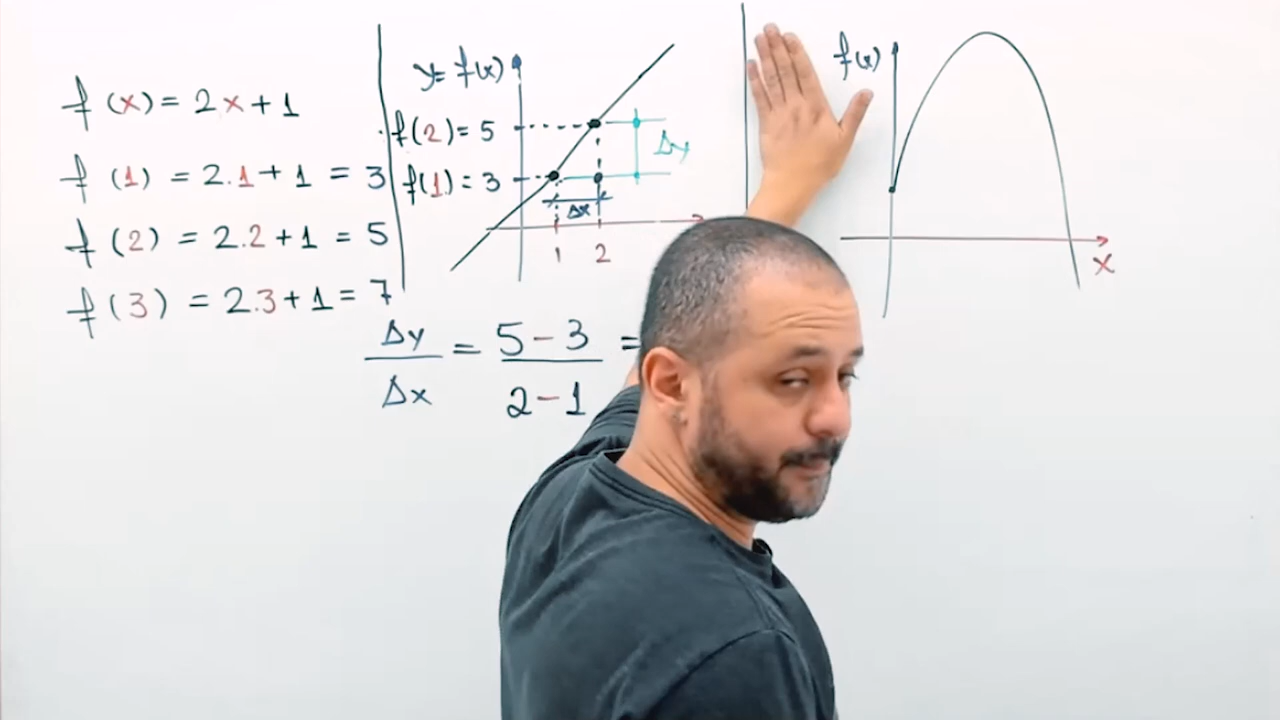 f(x) = 2x + 1
f(1) = 2.1 + 1 = 3
f(2) = 2.2 + 1 = 5
f(3) = 2.3 + 1 = 7
y = f(x)
f(2) = 5
f(1) = 3
Δy
Δx
1 2
Δy/Δx = 5 - 3/2 - 1 =
f(x)
x